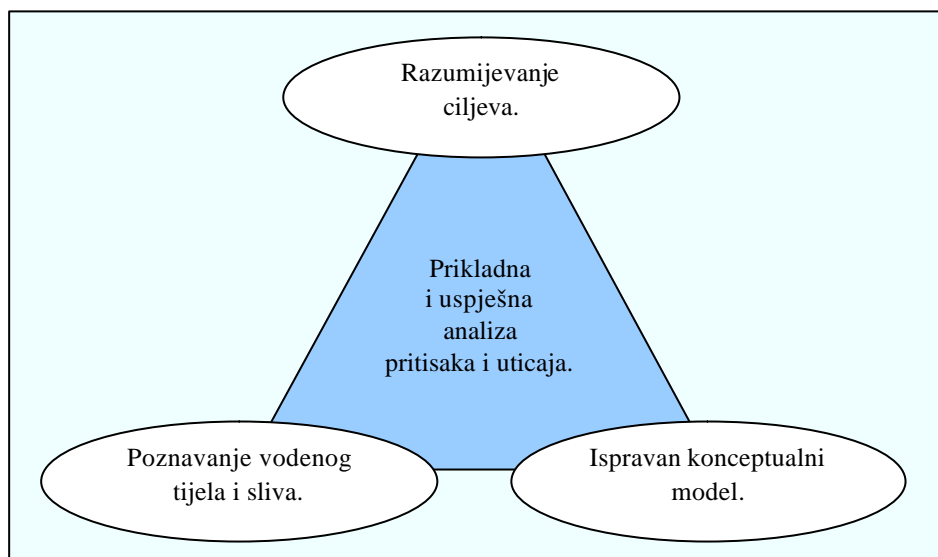 Razumijevanje
ciljeva.
Prikladna
i uspješna
analiza
pritisaka i uticaja.
Poznavanje vodenog
tijela i sliva.
Ispravan konceptualni
model.